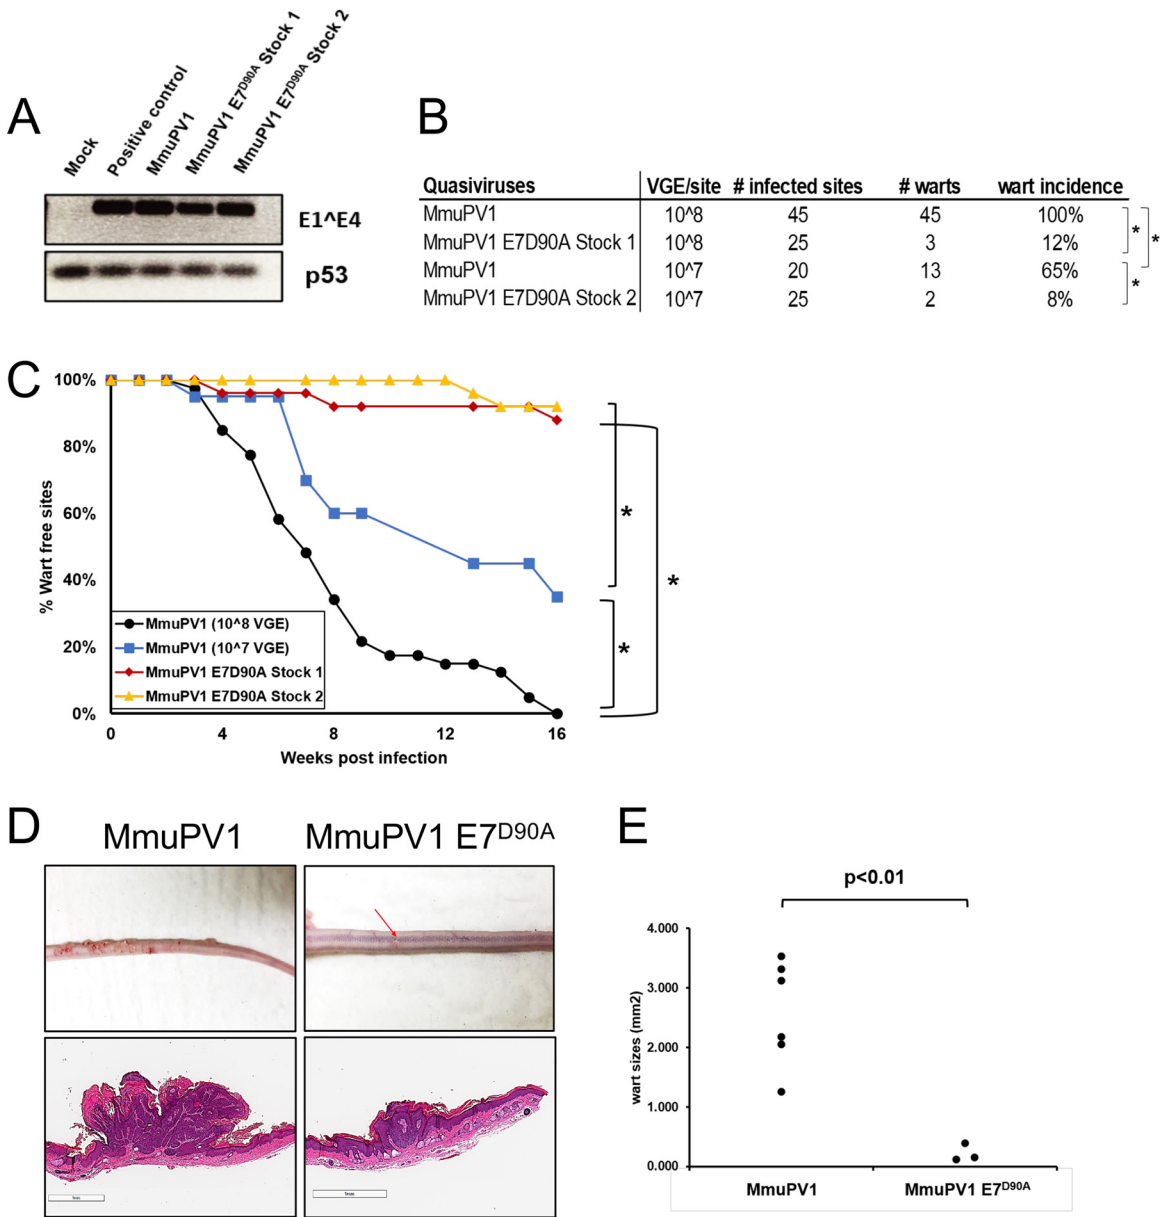 A
Mock
Positive control
MmuPV1
MmuPV1 E7D90A Stock 1
MmuPV1 E7D90A Stock 2
E1^E4
p53
B
Quasiviruses VGE/site # infected sites # warts wart incidence
MmuPV1 10^8 45 45 100%
MmuPV1 E7D90A Stock 1 10^8 25 3 12%
MmuPV1 10^7 20 13 65%
MmuPV1 E7D90A Stock 2 10^7 25 2 8%
*
*
*
C
% Wart free sites
100%
80%
60%
40%
20%
0%
MmuPV1 (10^8 VGE)
MmuPV1 (10^7 VGE)
MmuPV1 E7D90A Stock 1
MmuPV1 E7D90A Stock 2
0 4 8 12 16
Weeks post infection
*
*
*
D
MmuPV1 MmuPV1 E7D90A
1mm 1mm
E
p<0.01
wart sizes (mm2)
4.000
3.000
2.000
1.000
0.000
MmuPV1 MmuPV1 E7D90A